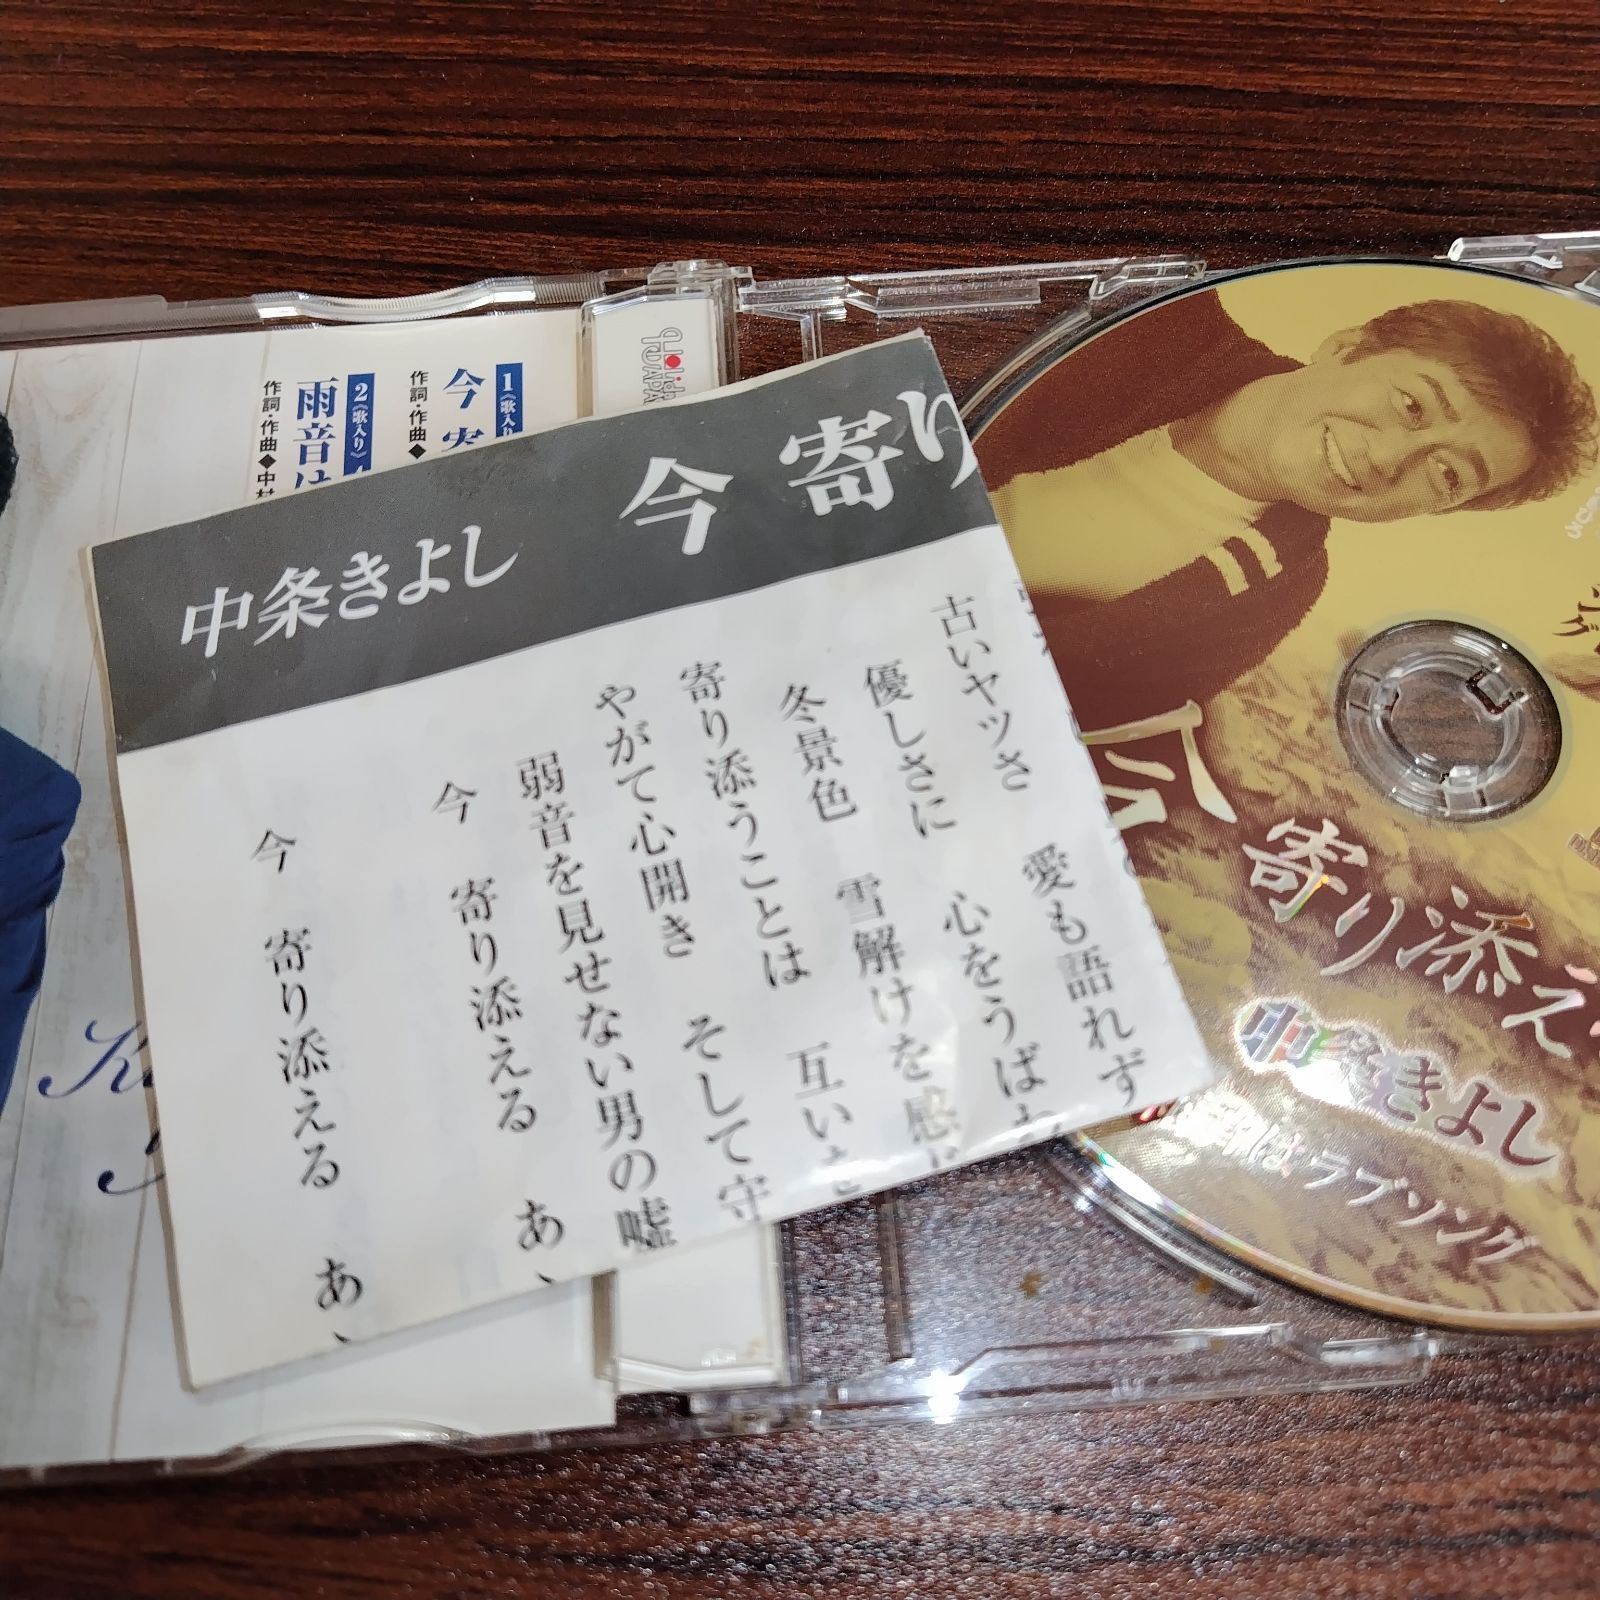 1《歌入り
今 寄
作詞・作曲◆
2《歌入り》
雨音は
作詞・作曲◆中村
中条きよし
今 寄り
愛も語れず
古いヤツさ 心をうば
優しさに
冬景色 雪解けを感
寄り添うことは 互い
やがて心開き そして守
弱音を見せない男の嘘
今 寄り添える あ、
今 寄り添える あ、
今
寄り添え
中条きよし
はラブソング